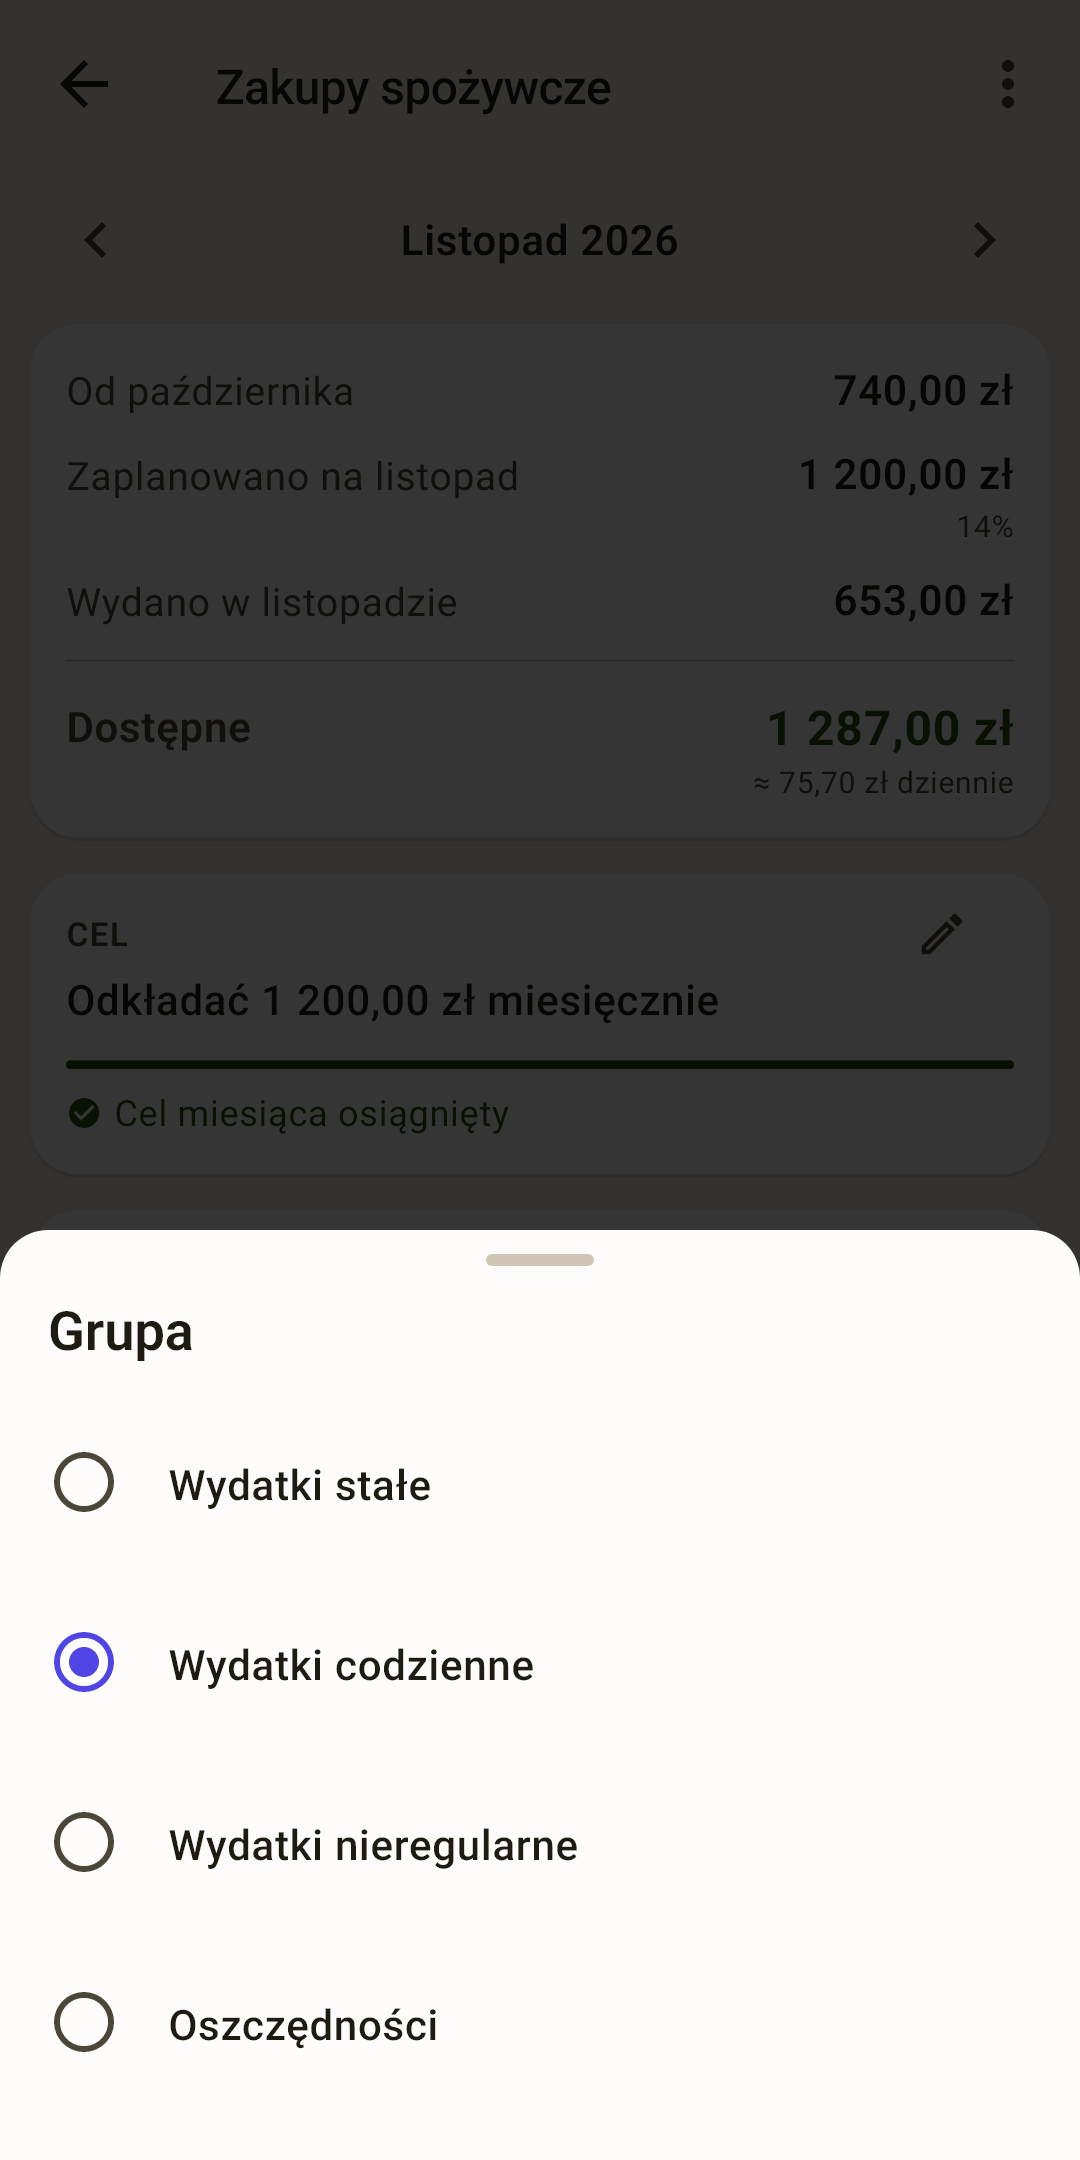 Zakupy spożywcze
Listopad 2026
Od października 740,00 zł
Zaplanowano na listopad 1 200,00 zł
14%
Wydano w listopadzie 653,00 zł
Dostępne 1 287,00 zł
≈ 75,70 zł dziennie
CEL
Odkładać 1 200,00 zł miesięcznie
Cel miesiąca osiągnięty
Grupa
Wydatki stałe
Wydatki codzienne
Wydatki nieregularne
Oszczędności